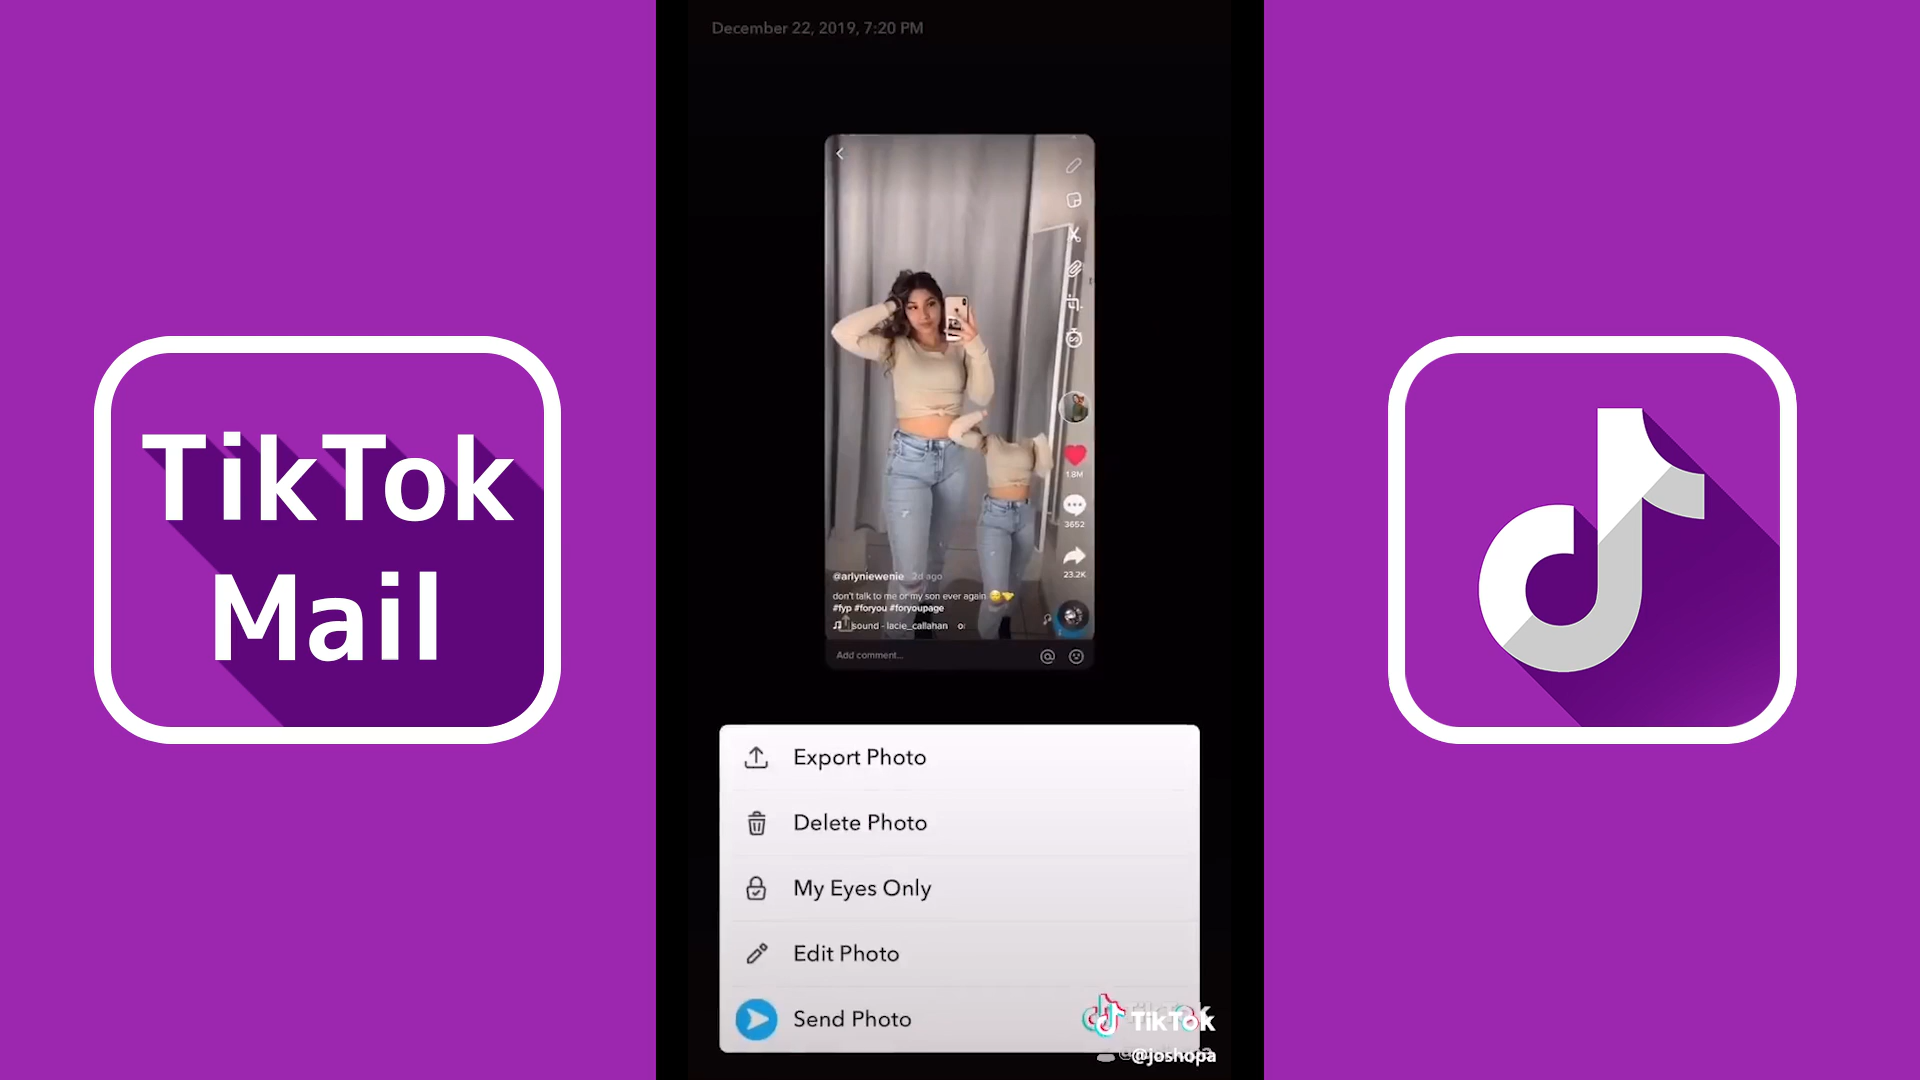 TikTok
Mail
December 22, 2019, 7:20 PM
1.8M
3652
23.2K
@arlyniewenie 2d ago
don't talk to me or my son ever again
#fyp #foryou #foryoupage
sound - lacie_callahan
Add comment...
Export Photo
Delete Photo
My Eyes Only
Edit Photo
Send Photo
TikTok
@joshopa